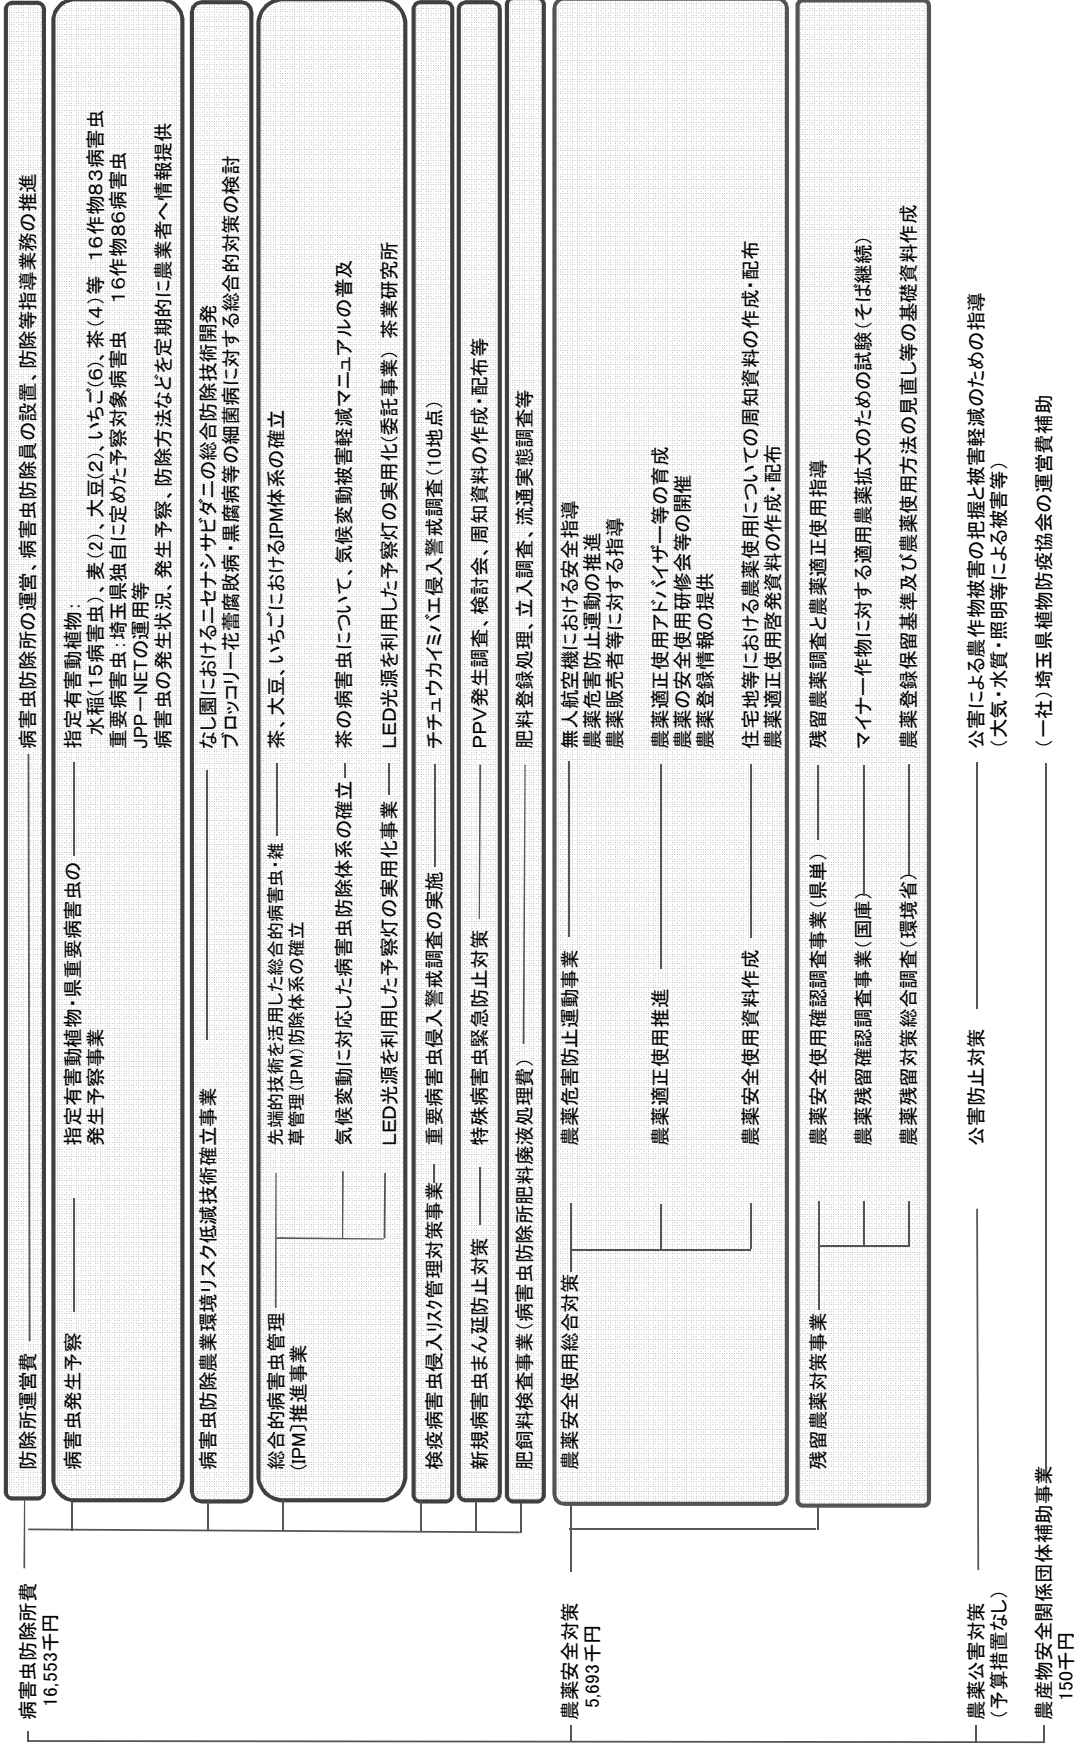 病害虫防除所費
16,553千円
防除所運営費
病害虫防除所の運営、病害虫防除員の設置、防除等指導業務の推進
病害虫発生予察
指定有害動植物・県重要病害虫の
発生予察事業
指定有害動植物：
水稲(15病害虫)、麦(2)、大豆(2)、いちご(6)、茶(4)等　16作物83病害虫
重要病害虫：埼玉県独自に定めた予察対象病害虫　16作物86病害虫
JPP－NETの運用等
病害虫の発生状況、発生予察、防除方法などを定期的に農業者へ情報提供
病害虫防除農業環境リスク低減技術確立事業
なし園におけるニセナシサビダニの総合防除技術開発
ブロッコリー花蕾腐敗病・黒腐病等の細菌病に対する総合的対策の検討
総合的病害虫管理
(IPM)推進事業
先端的技術を活用した総合的病害虫・雑
草管理(IPM)防除体系の確立
茶、大豆、いちごにおけるIPM体系の確立
気候変動に対応した病害虫防除体系の確立
茶の病害虫について、気候変動被害軽減マニュアルの普及
LED光源を利用した予察灯の実用化事業
LED光源を利用した予察灯の実用化(委託事業)　茶業研究所
検疫病害虫侵入リスク管理対策事業
重要病害虫侵入警戒調査の実施
チチュウカイミバエ侵入警戒調査(10地点)
新規病害虫まん延防止対策
特殊病害虫緊急防止対策
PPV発生調査、検討会、周知資料の作成・配布等
肥飼料検査事業(病害虫防除所肥料廃液処理費)
肥料登録処理、立入調査、流通実態調査等
農薬安全対策
5,693千円
農薬安全使用総合対策
農薬危害防止運動事業
無人航空機における安全指導
農薬危害防止運動の推進
農薬販売者等に対する指導
農薬適正使用推進
農薬適正使用アドバイザー等の育成
農薬の安全使用研修会等の開催
農薬登録情報の提供
農薬安全使用資料作成
住宅地等における農薬使用についての周知資料の作成・配布
農薬適正使用啓発資料の作成・配布
残留農薬対策事業
農薬安全使用確認調査事業(県単)
残留農薬調査と農薬適正使用指導
農薬残留確認調査事業(国庫)
マイナー作物に対する適用農薬拡大のための試験(そば継続)
農薬残留対策総合調査(環境省)
農薬登録保留基準及び農薬使用方法の見直し等の基礎資料作成
農薬公害対策
(予算措置なし)
公害防止対策
公害による農作物被害の把握と被害軽減のための指導
(大気・水質・照明等による被害等)
農産物安全関係団体補助事業
150千円
(一社)埼玉県植物防疫協会の運営費補助